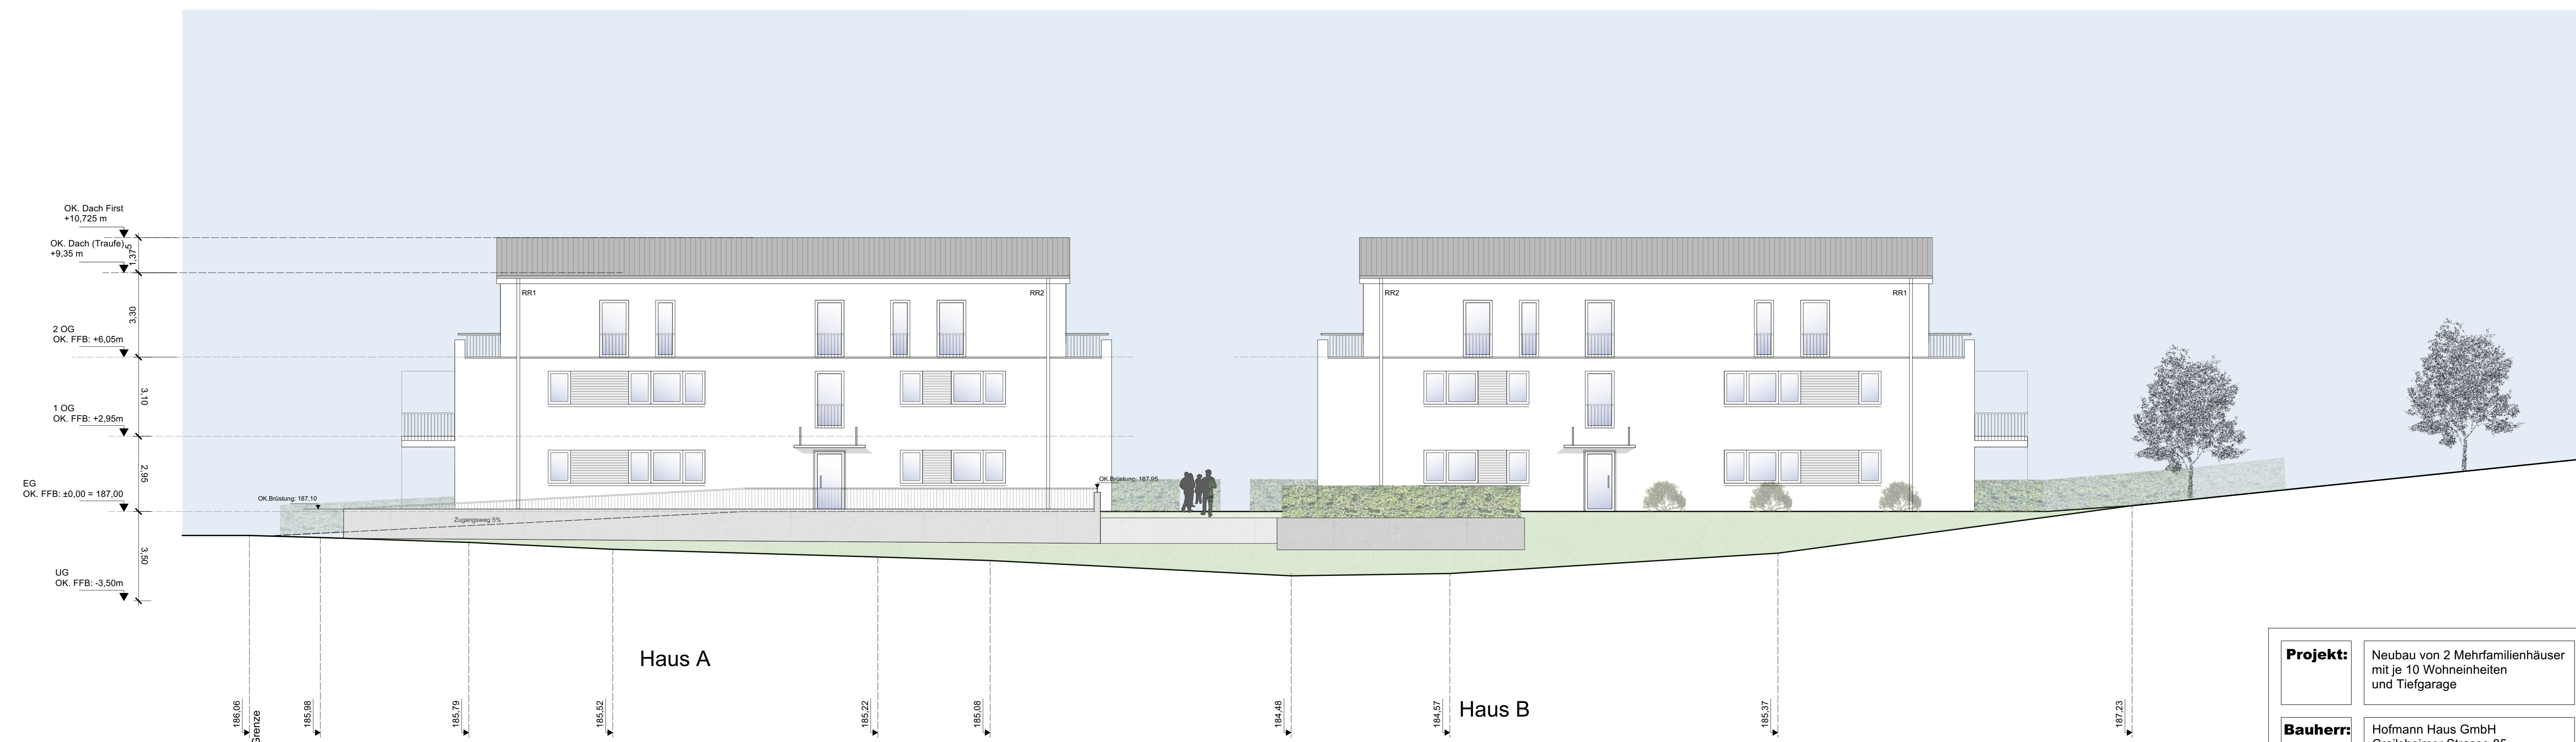 OK. Dach First
+10,725 m
OK. Dach (Traufe)
+9,35 m
1,375
3,30
2 OG
OK. FFB: +6,05m
3,10
1 OG
OK. FFB: +2,95m
2,95
EG
OK. FFB: ±0,00 = 187,00
3,50
UG
OK. FFB: -3,50m
RR1
RR2
RR2
RR1
OK.Brüstung: 187,10
OK.Brüstung: 187,95
Zugangsweg 5%
Haus A
Haus B
186,06
Grenze
185,98
185,79
185,52
185,22
185,08
184,48
184,57
185,37
187,23
Projekt:
Neubau von 2 Mehrfamilienhäuser
mit je 10 Wohneinheiten
und Tiefgarage
Bauherr:
Hofmann Haus GmbH